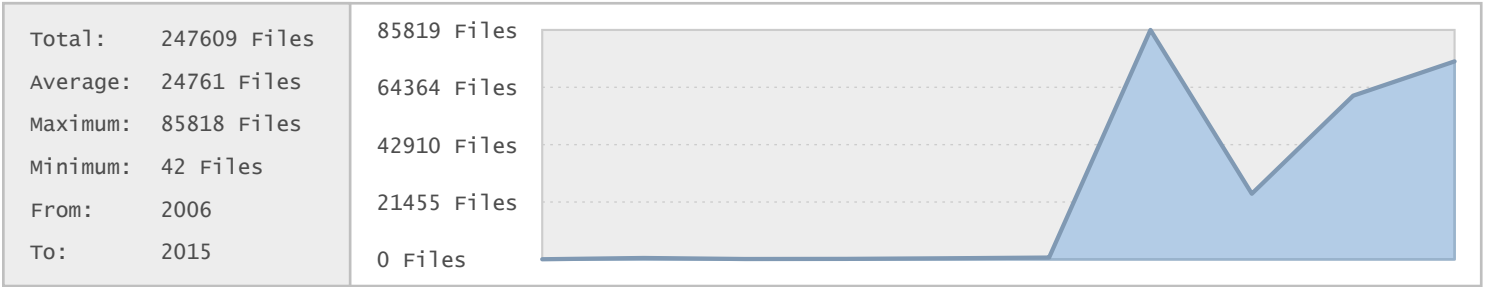 Total: 247609 Files
Average: 24761 Files
Maximum: 85818 Files
Minimum: 42 Files
From: 2006
To: 2015
85819 Files
64364 Files
42910 Files
21455 Files
0 Files